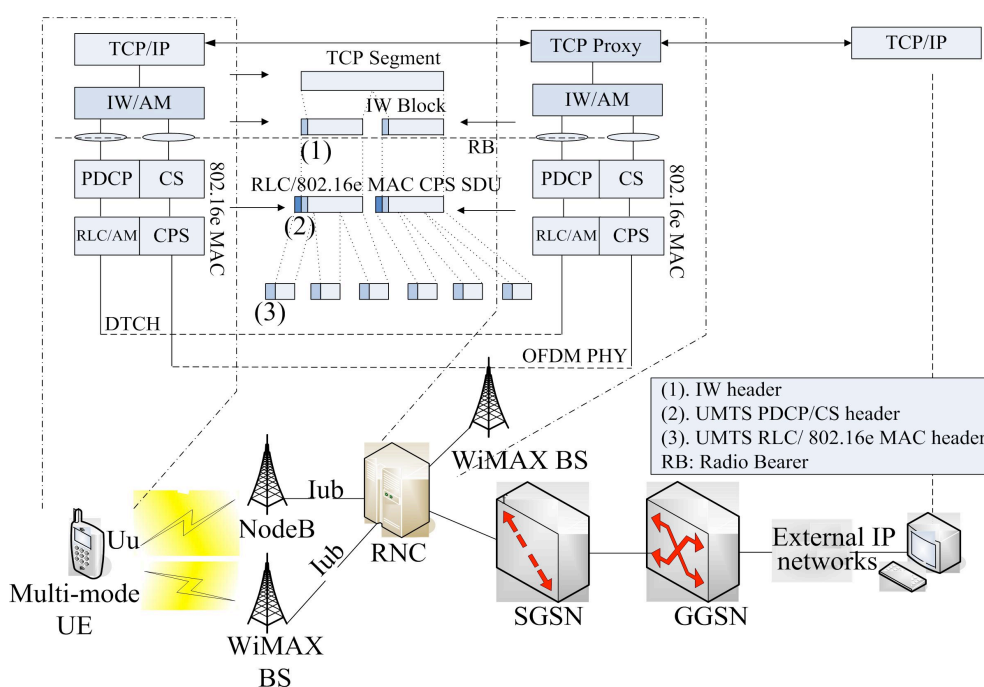 TCP/IP
TCP Proxy
TCP/IP
TCP Segment
IW/AM
IW Block
IW/AM
(1)
RB
PDCP
CS
802.16e MAC
RLC/802.16e MAC CPS SDU
PDCP
CS
802.16e MAC
(2)
RLC/AM
CPS
RLC/AM
CPS
(3)
DTCH
OFDM PHY
(1). IW header
(2). UMTS PDCP/CS header
(3). UMTS RLC/ 802.16e MAC header
RB: Radio Bearer
WiMAX BS
Iub
NodeB
Uu
RNC
Iub
External IP
networks
Multi-mode
UE
SGSN
GGSN
WiMAX
BS